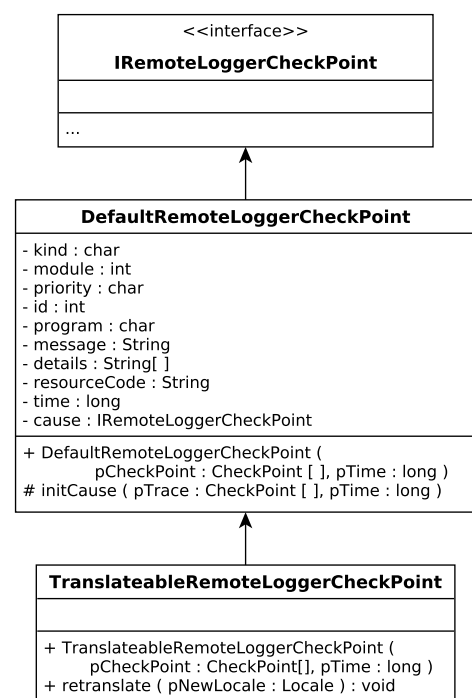 <<interface>>
IRemoteLoggerCheckPoint
...
DefaultRemoteLoggerCheckPoint
- kind : char
- module : int
- priority : char
- id : int
- program : char
- message : String
- details : String[ ]
- resourceCode : String
- time : long
- cause : IRemoteLoggerCheckPoint
+ DefaultRemoteLoggerCheckPoint (
pCheckPoint : CheckPoint [ ], pTime : long )
# initCause ( pTrace : CheckPoint [ ], pTime : long )
TranslateableRemoteLoggerCheckPoint
+ TranslateableRemoteLoggerCheckPoint (
pCheckPoint : CheckPoint[], pTime : long )
+ retranslate ( pNewLocale : Locale ) : void